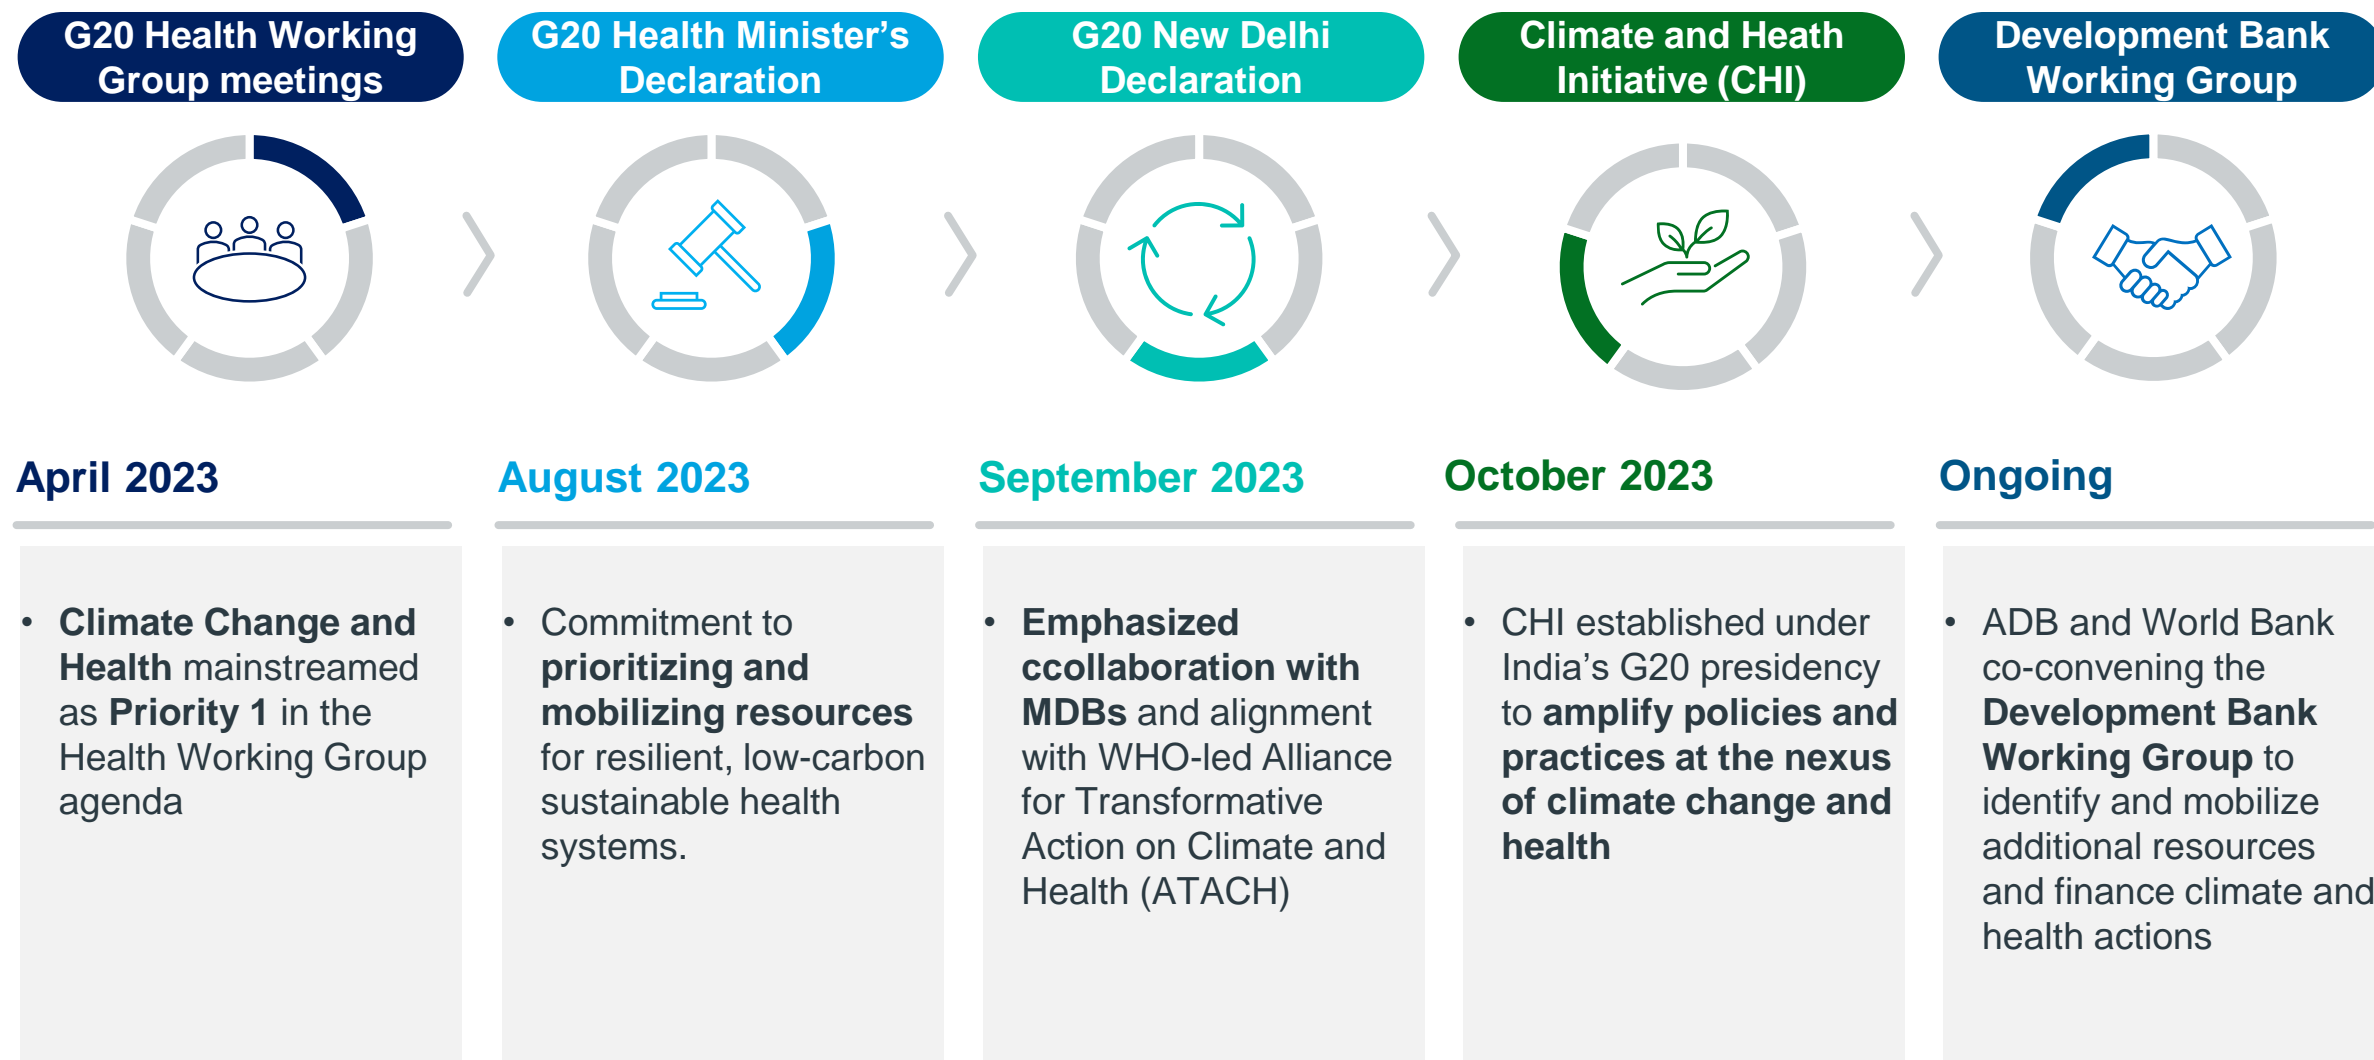 G20 Health Working
Group meetings
G20 Health Minister’s
Declaration
G20 New Delhi
Declaration
Climate and Heath
Initiative (CHI)
Development Bank
Working Group
April 2023
August 2023
September 2023
October 2023
Ongoing
• Climate Change and
Health mainstreamed
as Priority 1 in the
Health Working Group
agenda
• Commitment to
prioritizing and
mobilizing resources
for resilient, low-carbon
sustainable health
systems.
• Emphasized
ccollaboration with
MDBs and alignment
with WHO-led Alliance
for Transformative
Action on Climate and
Health (ATACH)
• CHI established under
India’s G20 presidency
to amplify policies and
practices at the nexus
of climate change and
health
• ADB and World Bank
co-convening the
Development Bank
Working Group to
identify and mobilize
additional resources
and finance climate and
health actions